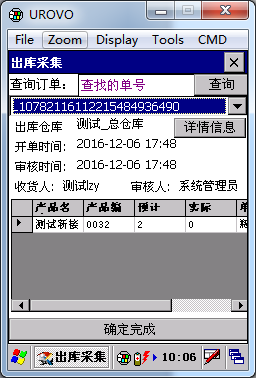 UROVO
File Zoom Display Tools CMD
出库采集
查询订单: 查找的单号 查询
10782116112215484936490
出库仓库 测试_总仓库 详情信息
开单时间: 2016-12-06 17:48
审核时间: 2016-12-06 17:48
收货人: 测试lzy 审核人: 系统管理员
产品名 产品编 预计 实际 单
测试新接 0032 2 0
确定完成
出库采集 10:06